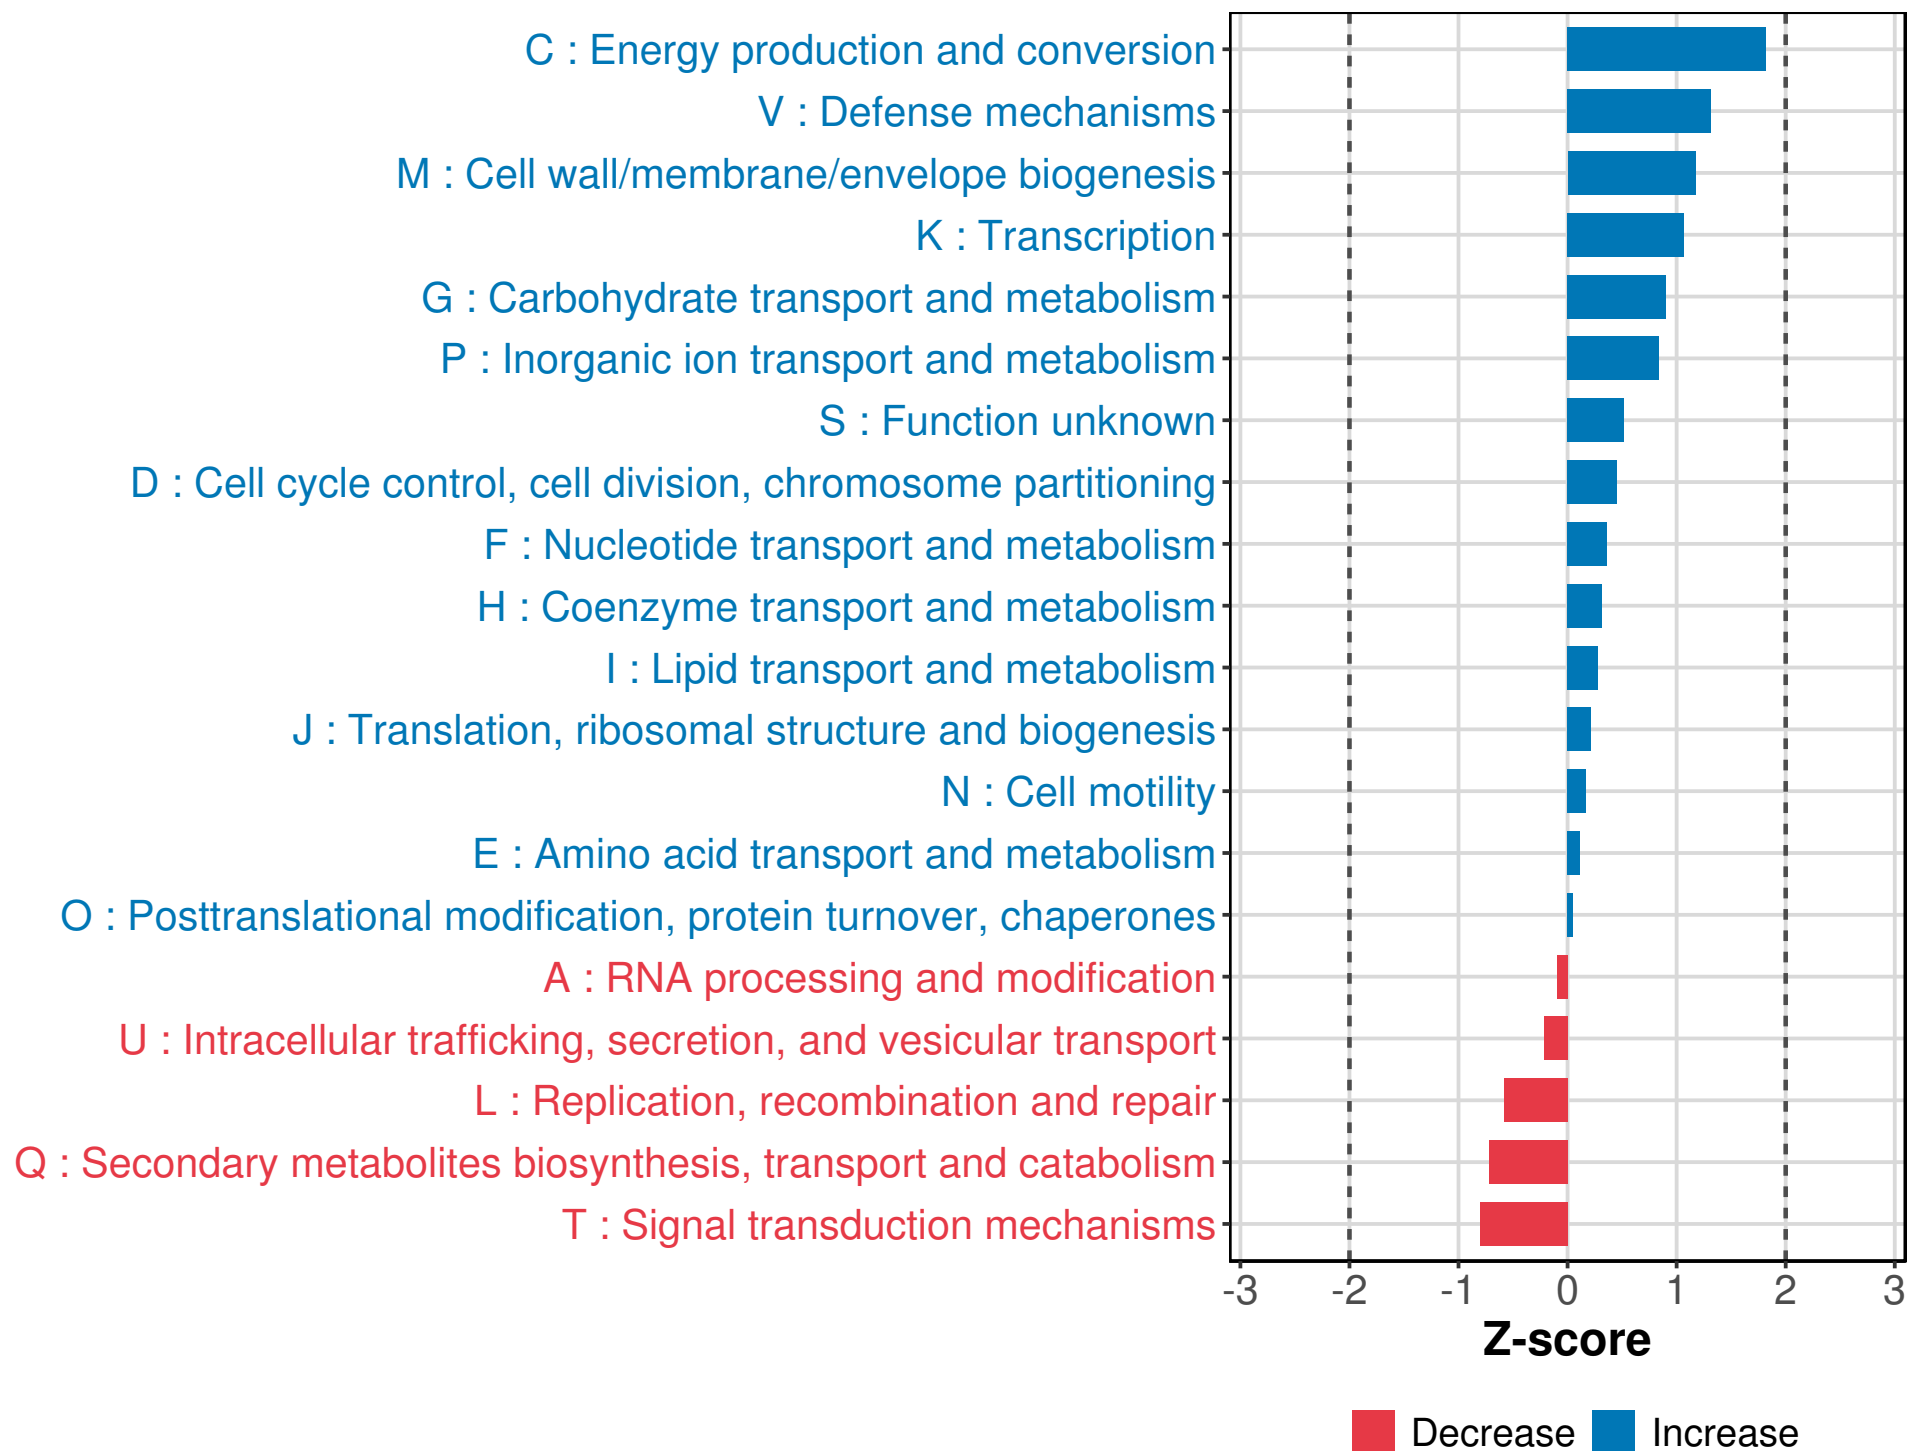 C : Energy production and conversion
V : Defense mechanisms
M : Cell wall/membrane/envelope biogenesis
K : Transcription
G : Carbohydrate transport and metabolism
P : Inorganic ion transport and metabolism
S : Function unknown
D : Cell cycle control, cell division, chromosome partitioning
F : Nucleotide transport and metabolism
H : Coenzyme transport and metabolism
I : Lipid transport and metabolism
J : Translation, ribosomal structure and biogenesis
N : Cell motility
E : Amino acid transport and metabolism
O : Posttranslational modification, protein turnover, chaperones
A : RNA processing and modification
U : Intracellular trafficking, secretion, and vesicular transport
L : Replication, recombination and repair
Q : Secondary metabolites biosynthesis, transport and catabolism
T : Signal transduction mechanisms
-3 -2 -1 0 1 2 3
Z-score
Decrease Increase